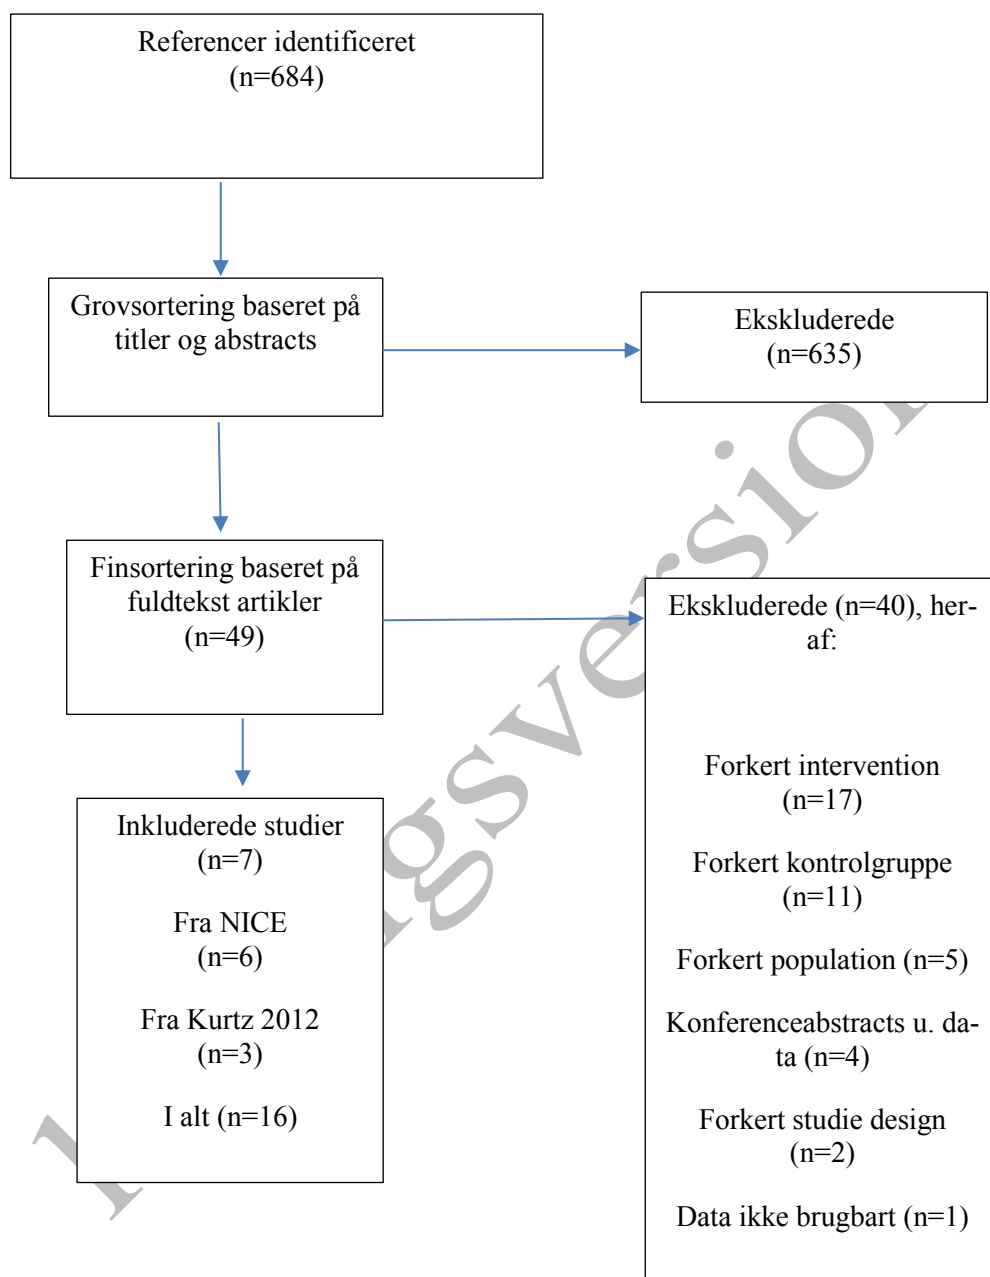 Referencer identificeret
(n=684)
Grovsortering baseret på
titler og abstracts
Ekskluderede
(n=635)
Finsortering baseret på
fuldtekst artikler
(n=49)
Ekskluderede (n=40), her-
af:
Forkert intervention
(n=17)
Forkert kontrolgruppe
(n=11)
Forkert population (n=5)
Konferenceabstracts u. da-
ta (n=4)
Forkert studie design
(n=2)
Data ikke brugbart (n=1)
Inkluderede studier
(n=7)
Fra NICE
(n=6)
Fra Kurtz 2012
(n=3)
I alt (n=16)